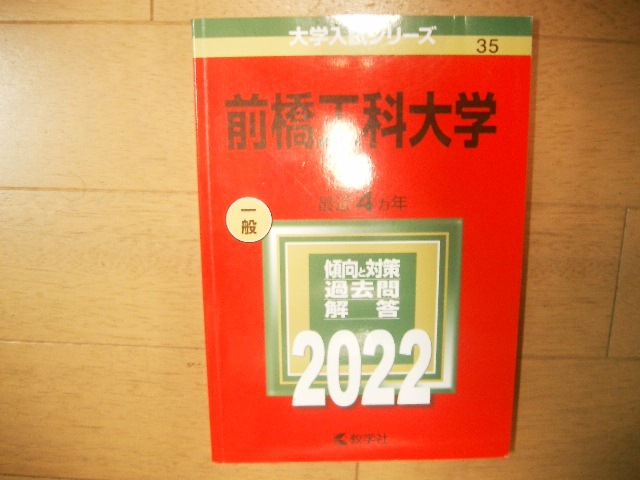 大学入試シリーズ
35
前橋工科大学
最近4カ年
一般
傾向と対策
過去問
解答
2022
教学社